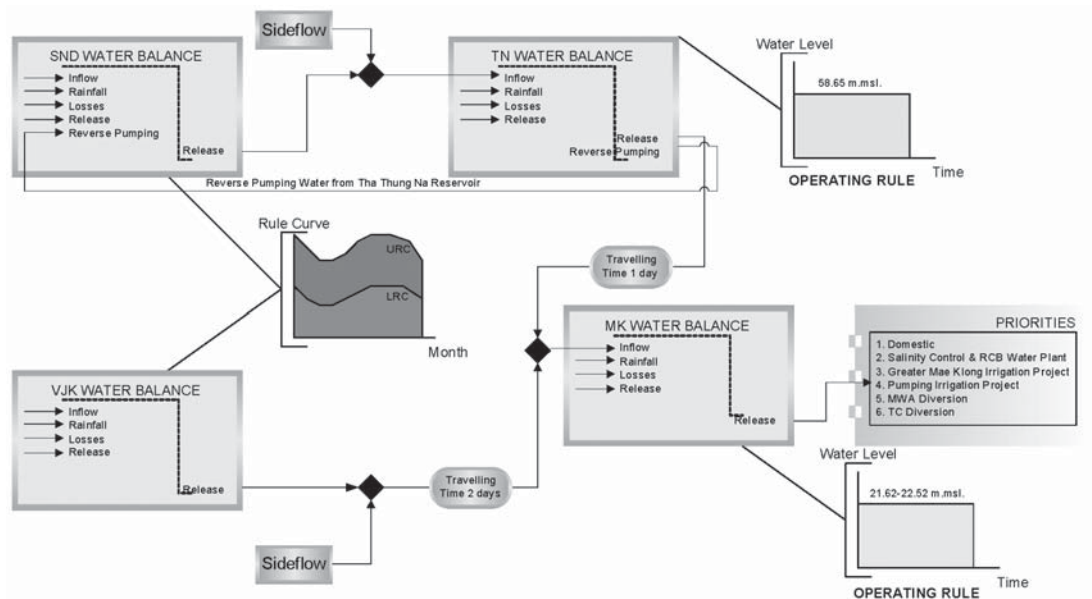 Sideflow
SND WATER BALANCE
Inflow
Rainfall
Losses
Release
Reverse Pumping
Release
TN WATER BALANCE
Inflow
Rainfall
Losses
Release
Release
Reverse Pumping
Water Level
58.65 m.msl.
Time
OPERATING RULE
Reverse Pumping Water from Tha Thung Na Reservoir
Rule Curve
URC
LRC
Month
Travelling
Time 1 day
MK WATER BALANCE
Inflow
Rainfall
Losses
Release
Release
PRIORITIES
1. Domestic
2. Salinity Control & RCB Water Plant
3. Greater Mae Klong Irrigation Project
4. Pumping Irrigation Project
5. MWA Diversion
6. TC Diversion
VJK WATER BALANCE
Inflow
Rainfall
Losses
Release
Release
Travelling
Time 2 days
Sideflow
Water Level
21.62-22.52 m.msl.
Time
OPERATING RULE